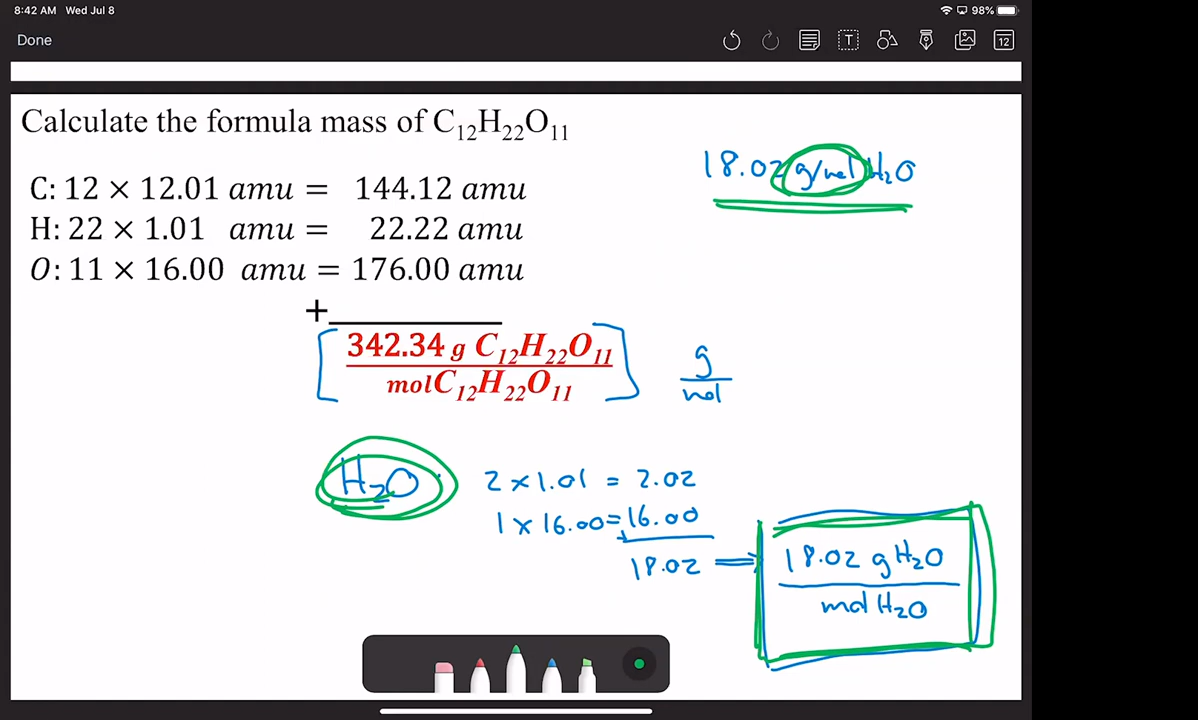 8:42 AM Wed Jul 8
98%
Done
T
12
Calculate the formula mass of C₁₂H₂₂O₁₁
18.02 g/mol H₂O
C: 12 × 12.01 amu = 144.12 amu
H: 22 × 1.01 amu = 22.22 amu
O: 11 × 16.00 amu = 176.00 amu
+
[342.34 g C₁₂H₂₂O₁₁
mol C₁₂H₂₂O₁₁]
g
mol
H₂O
2 × 1.01 = 2.02
1 × 16.00 = 16.00
+
18.02 ⇒
18.02 g H₂O
mol H₂O